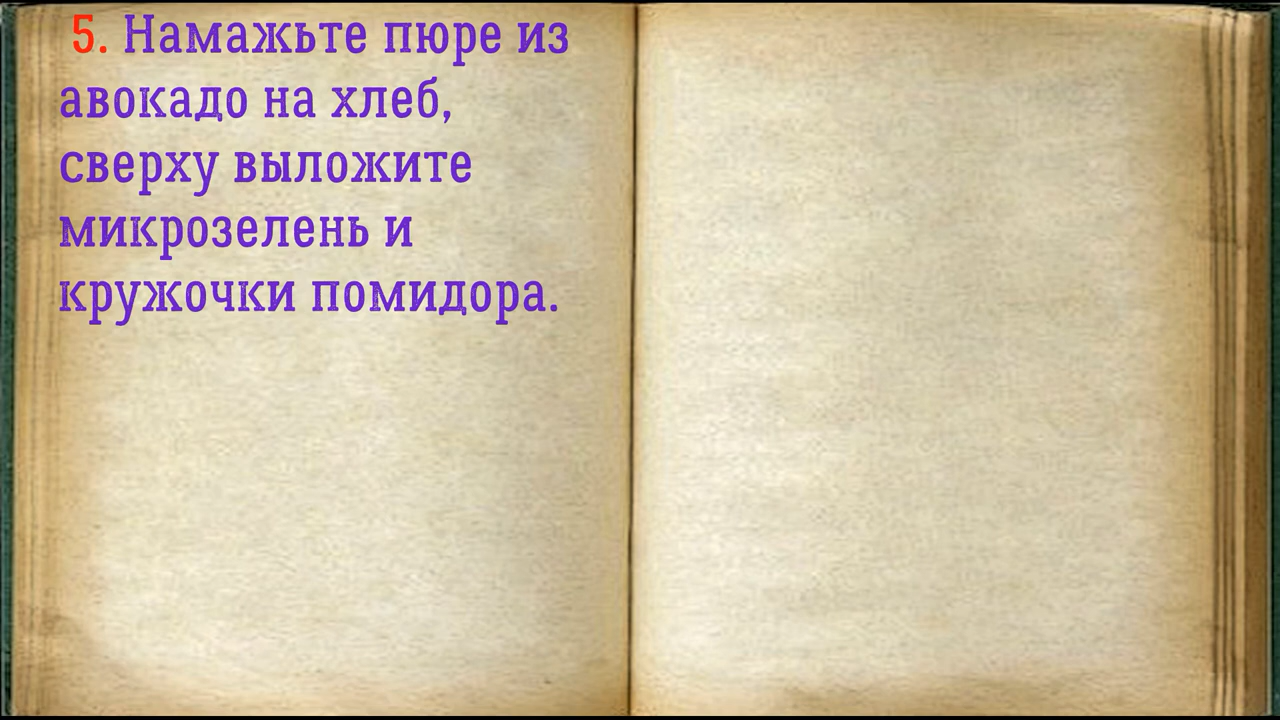 5. Намажьте пюре из
авокадо на хлеб,
сверху выложите
микрозелень и
кружочки помидора.